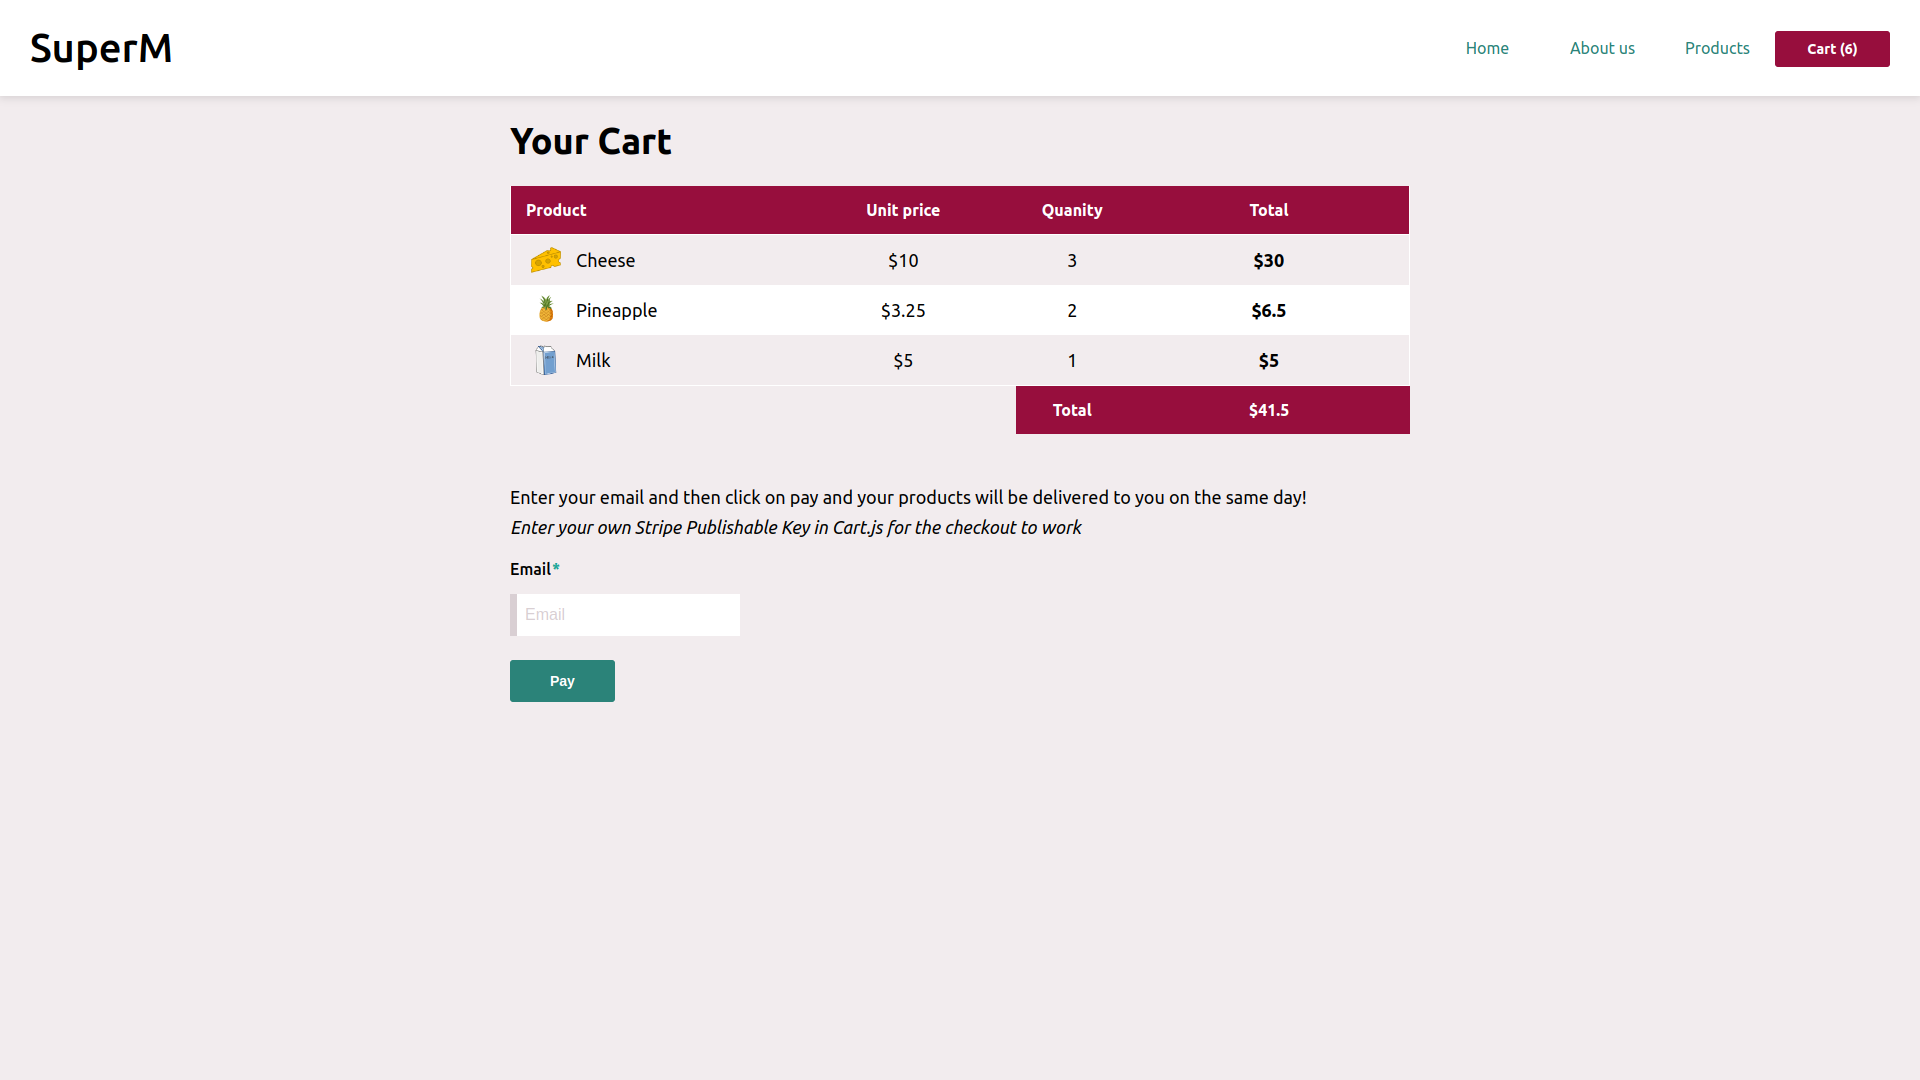 SuperM
Home About us Products Cart (6)
Your Cart
Product Unit price Quanity Total
Cheese $10 3 $30
Pineapple $3.25 2 $6.5
Milk $5 1 $5
Total $41.5
Enter your email and then click on pay and your products will be delivered to you on the same day!
Enter your own Stripe Publishable Key in Cart.js for the checkout to work
Email*
Email
Pay